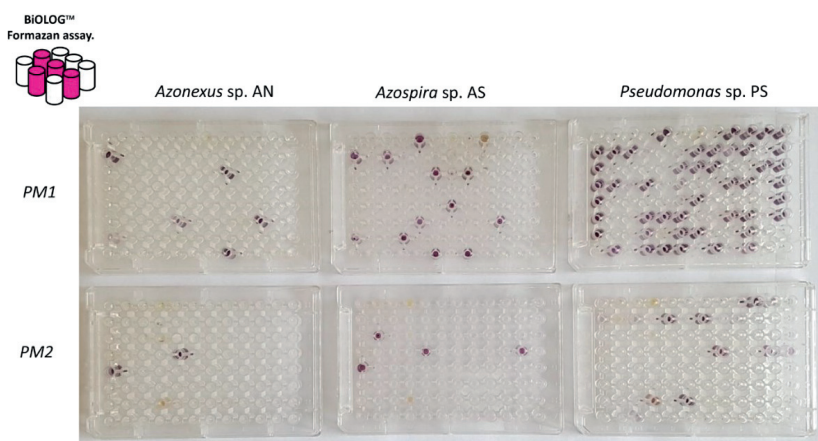 BiOLOG™
Formazan assay.
Azonexus sp. AN
Azospira sp. AS
Pseudomonas sp. PS
PM1
PM2